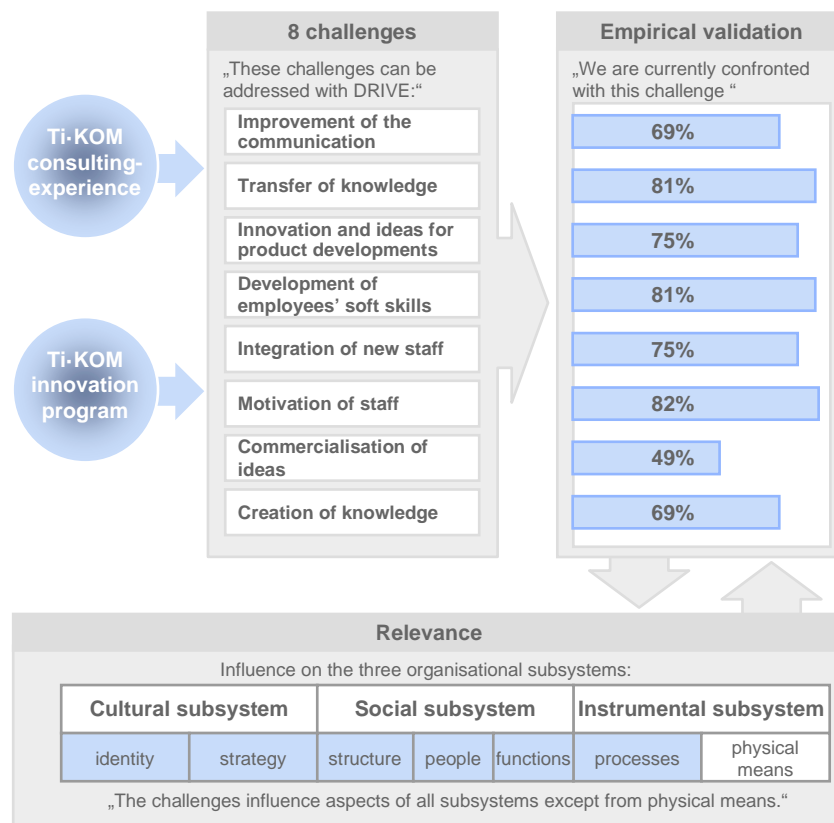 8 challenges
„These challenges can be
addressed with DRIVE:“
Ti·KOM
consulting-
experience
Ti·KOM
innovation
program
Improvement of the
communication
Transfer of knowledge
Innovation and ideas for
product developments
Development of
employees’ soft skills
Integration of new staff
Motivation of staff
Commercialisation of
ideas
Creation of knowledge
Empirical validation
„We are currently confronted
with this challenge “
69%
81%
75%
81%
75%
82%
49%
69%
Relevance
Influence on the three organisational subsystems:
Cultural subsystem Social subsystem Instrumental subsystem
identity strategy structure people functions processes physical
means
„The challenges influence aspects of all subsystems except from physical means.“